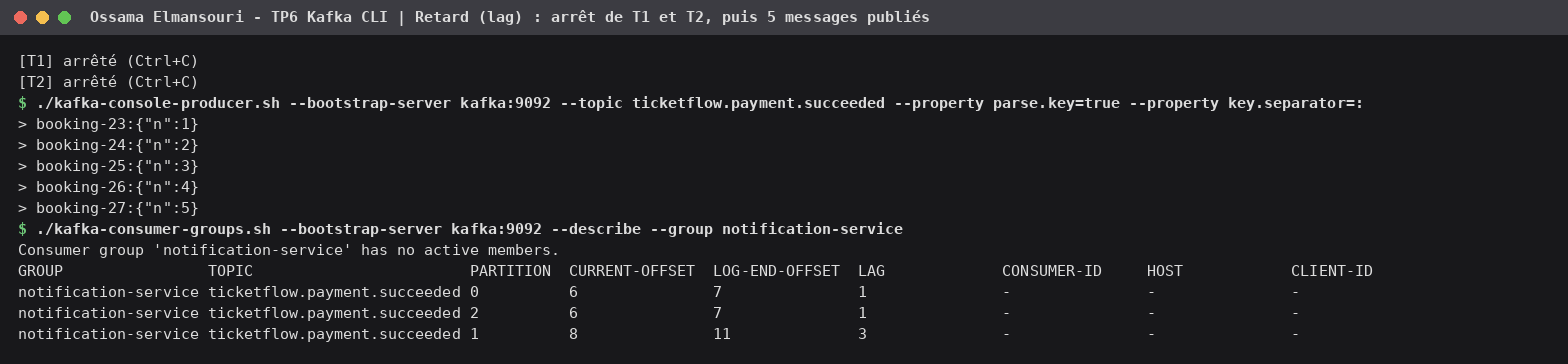 Ossama Elmansouri - TP6 Kafka CLI | Retard (lag) : arrêt de T1 et T2, puis 5 messages publiés
[T1] arrêté (Ctrl+C)
[T2] arrêté (Ctrl+C)
$ ./kafka-console-producer.sh --bootstrap-server kafka:9092 --topic ticketflow.payment.succeeded --property parse.key=true --property key.separator=:
> booking-23:{"n":1}
> booking-24:{"n":2}
> booking-25:{"n":3}
> booking-26:{"n":4}
> booking-27:{"n":5}
$ ./kafka-consumer-groups.sh --bootstrap-server kafka:9092 --describe --group notification-service
Consumer group 'notification-service' has no active members.
GROUP                TOPIC                        PARTITION  CURRENT-OFFSET  LOG-END-OFFSET  LAG             CONSUMER-ID     HOST            CLIENT-ID
notification-service ticketflow.payment.succeeded 0          6               7               1               -               -               -
notification-service ticketflow.payment.succeeded 2          6               7               1               -               -               -
notification-service ticketflow.payment.succeeded 1          8               11              3               -               -               -